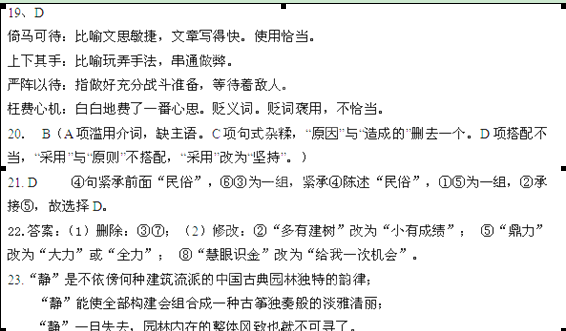 19、D
倚马可待：比喻文思敏捷，文章写得快。使用恰当。
上下其手：比喻玩弄手法，串通做弊。
严阵以待：指做好充分战斗准备，等待着敌人。
枉费心机：白白地费了一番心思。贬义词。贬词褒用，不恰当。
20. B（A 项滥用介词，缺主语。C 项句式杂糅，“原因”与“造成的”删去一个。D 项搭配不
当，“采用”与“原则”不搭配，“采用”改为“坚持”。）
21. D ④句紧承前面“民俗”，⑥③为一组，紧承④陈述“民俗”，①⑤为一组，②承
接⑤，故选择 D。
22.答案：（1）删除：③⑦；（2）修改：②“多有建树”改为“小有成绩”； ⑤“鼎力”
改为“大力”或“全力”； ⑧“慧眼识金”改为“给我一次机会”。
23.“静”是不依傍何种建筑流派的中国古典园林独特的韵律；
“静”能使全部构建会组合成一种古筝独奏般的淡雅清丽；
“静”一旦失去，园林内在的整体风致也就不可寻了。